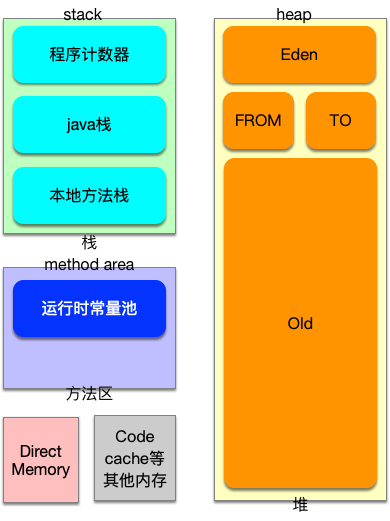 stack
程序计数器
java栈
本地方法栈
栈
method area
运行时常量池
方法区
Direct
Memory
Code
cache等
其他内存
heap
Eden
FROM
TO
Old
堆